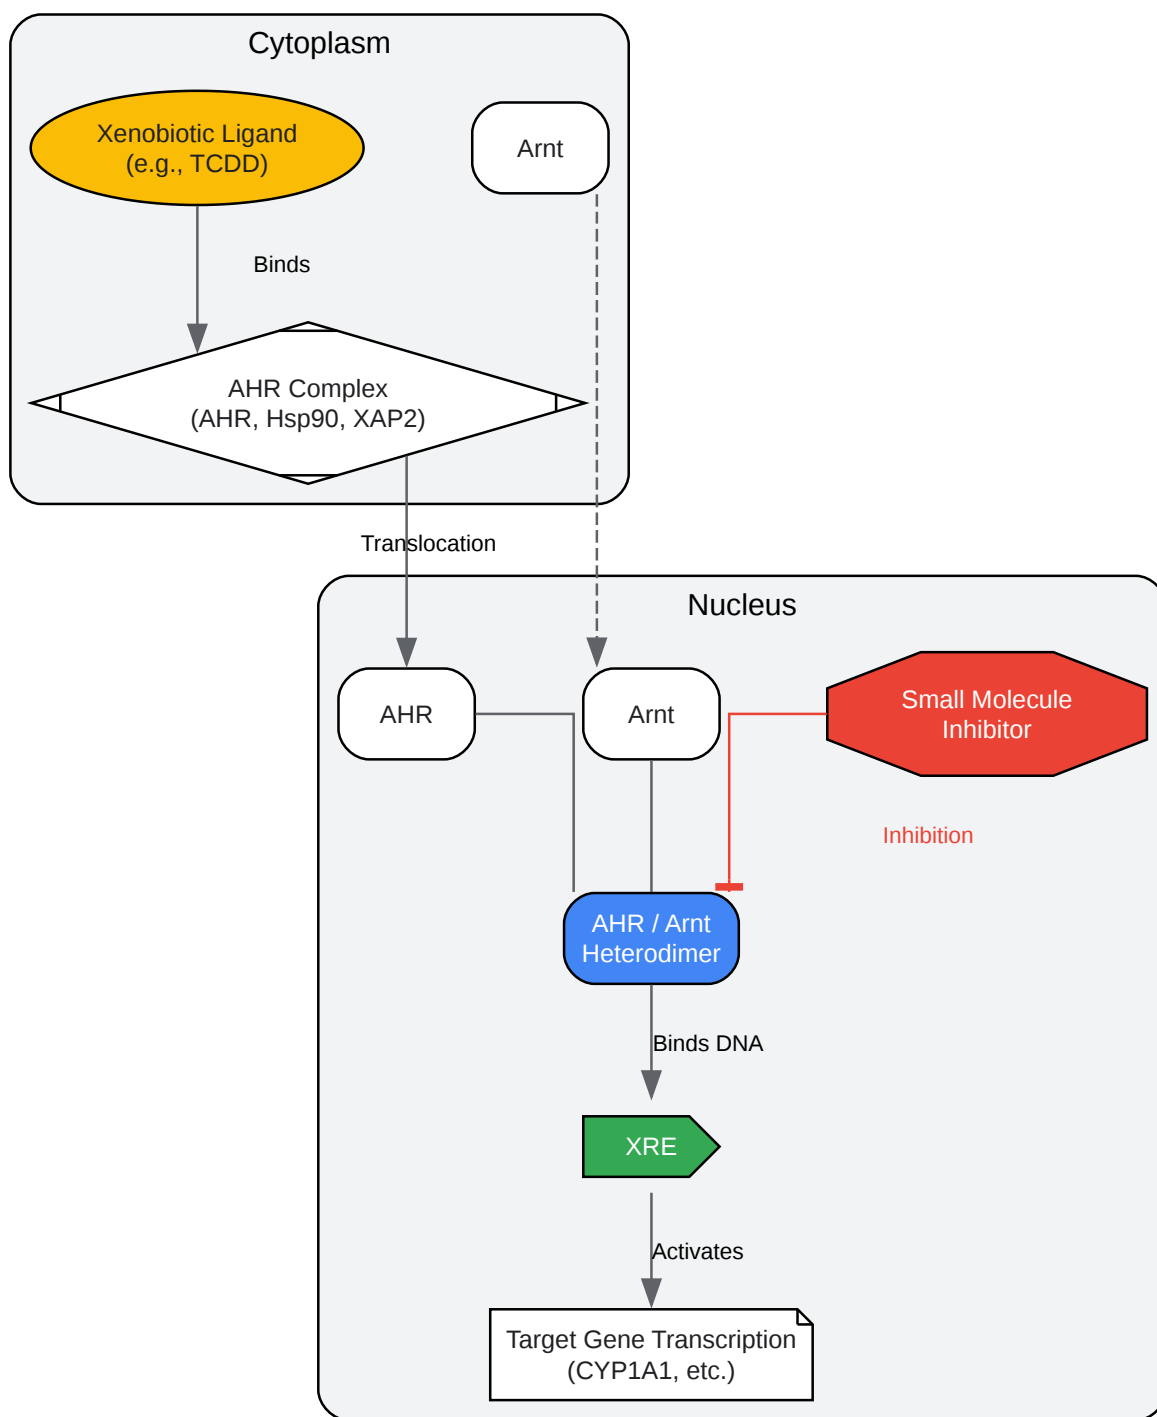 Cytoplasm
Xenobiotic Ligand
(e.g., TCDD)
Arnt
Binds
AHR Complex
(AHR, Hsp90, XAP2)
Translocation
Nucleus
AHR
Arnt
Small Molecule
Inhibitor
Inhibition
AHR / Arnt
Heterodimer
Binds DNA
XRE
Activates
Target Gene Transcription
(CYP1A1, etc.)